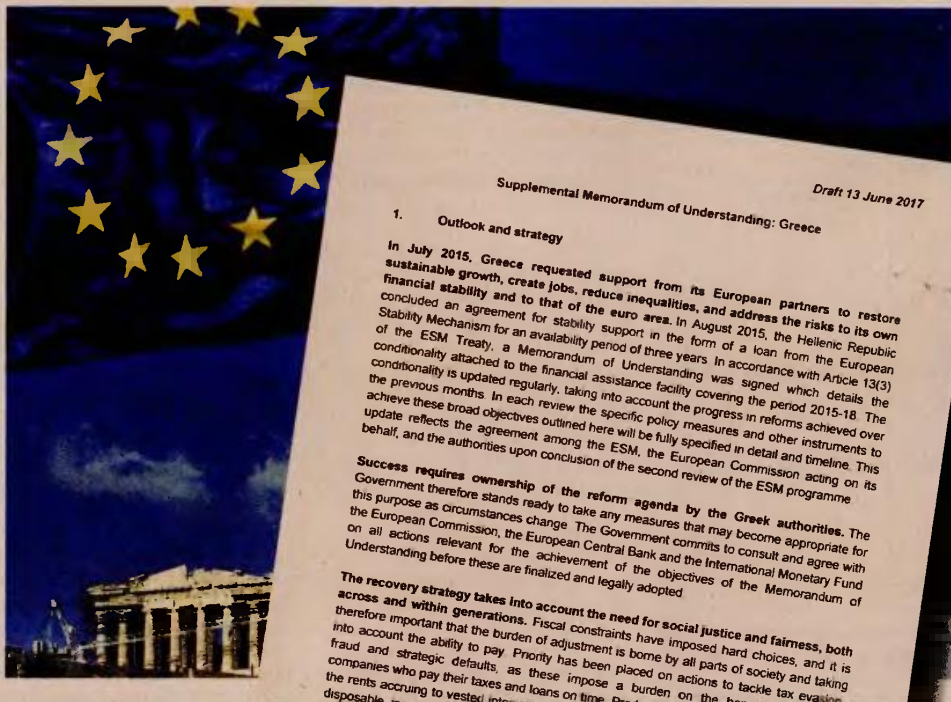 Draft 13 June 2017
Supplemental Memorandum of Understanding: Greece
1. Outlook and strategy
In July 2015, Greece requested support from its European partners to restore
sustainable growth, create jobs, reduce inequalities, and address the risks to its own
financial stability and to that of the euro area. In August 2015, the Hellenic Republic
concluded an agreement for stability support in the form of a loan from the European
Stability Mechanism for an availability period of three years. In accordance with Article 13(3)
of the ESM Treaty, a Memorandum of Understanding was signed which details the
conditionality attached to the financial assistance facility covering the period 2015-18. The
conditionality is updated regularly, taking into account the progress in reforms achieved over
the previous months. In each review the specific policy measures and other instruments to
achieve these broad objectives outlined here will be fully specified in detail and timeline. This
update reflects the agreement among the ESM, the European Commission acting on its
behalf, and the authorities upon conclusion of the second review of the ESM programme
Success requires ownership of the reform agenda by the Greek authorities. The
Government therefore stands ready to take any measures that may become appropriate for
this purpose as circumstances change. The Government commits to consult and agree with
the European Commission, the European Central Bank and the International Monetary Fund
on all actions relevant for the achievement of the objectives of the Memorandum of
Understanding before these are finalized and legally adopted
The recovery strategy takes into account the need for social justice and fairness, both
across and within generations. Fiscal constraints have imposed hard choices, and it is
therefore important that the burden of adjustment is borne by all parts of society and taking
into account the ability to pay. Priority has been placed on actions to tackle tax evasion,
fraud and strategic defaults, as these impose a burden on the
companies who pay their taxes and loans on time.
the rents accruing to vested
disposable